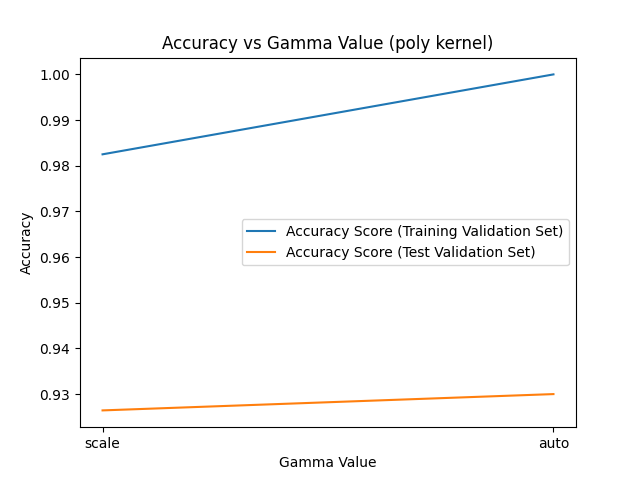 Accuracy vs Gamma Value (poly kernel)
1.00
0.99
0.98
0.97
0.96
0.95
0.94
0.93
Accuracy
Accuracy Score (Training Validation Set)
Accuracy Score (Test Validation Set)
scale
auto
Gamma Value